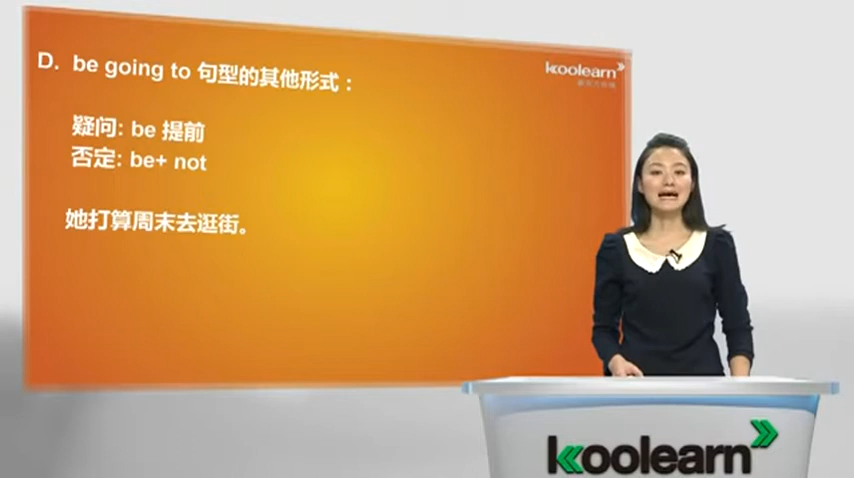 D. be going to 句型的其他形式：
koolearn
疑问: be 提前
否定: be+ not
她打算周末去逛街。
koolearn